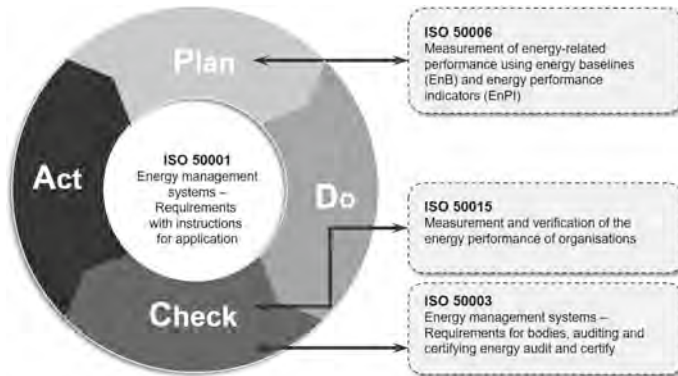 Plan
Do
Check
Act
ISO 50001
Energy management
systems –
Requirements
with instructions
for application
ISO 50006
Measurement of energy-related
performance using energy baselines
(EnB) and energy performance
indicators (EnPI)
ISO 50015
Measurement and verification of the
energy performance of organisations
ISO 50003
Energy management systems –
Requirements for bodies, auditing and
certifying energy audit and certify